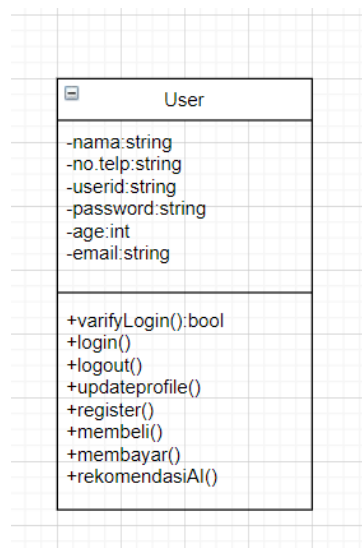 User
-nama:string
-no.telp:string
-userid:string
-password:string
-age:int
-email:string
+varifyLogin():bool
+login()
+logout()
+updateprofile()
+register()
+membeli()
+membayar()
+rekomendasiAI()